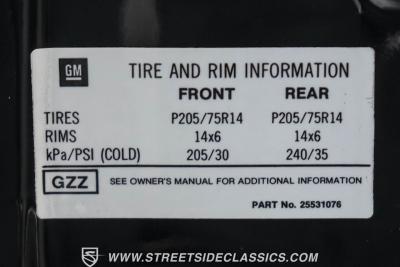 GM TIRE AND RIM INFORMATION
FRONT REAR
TIRES P205/75R14 P205/75R14
RIMS 14x6 14x6
kPa/PSI (COLD) 205/30 240/35
GZZ SEE OWNER'S MANUAL FOR ADDITIONAL INFORMATION
PART No. 25531076
WWW.STREETSIDECLASSICS.COM